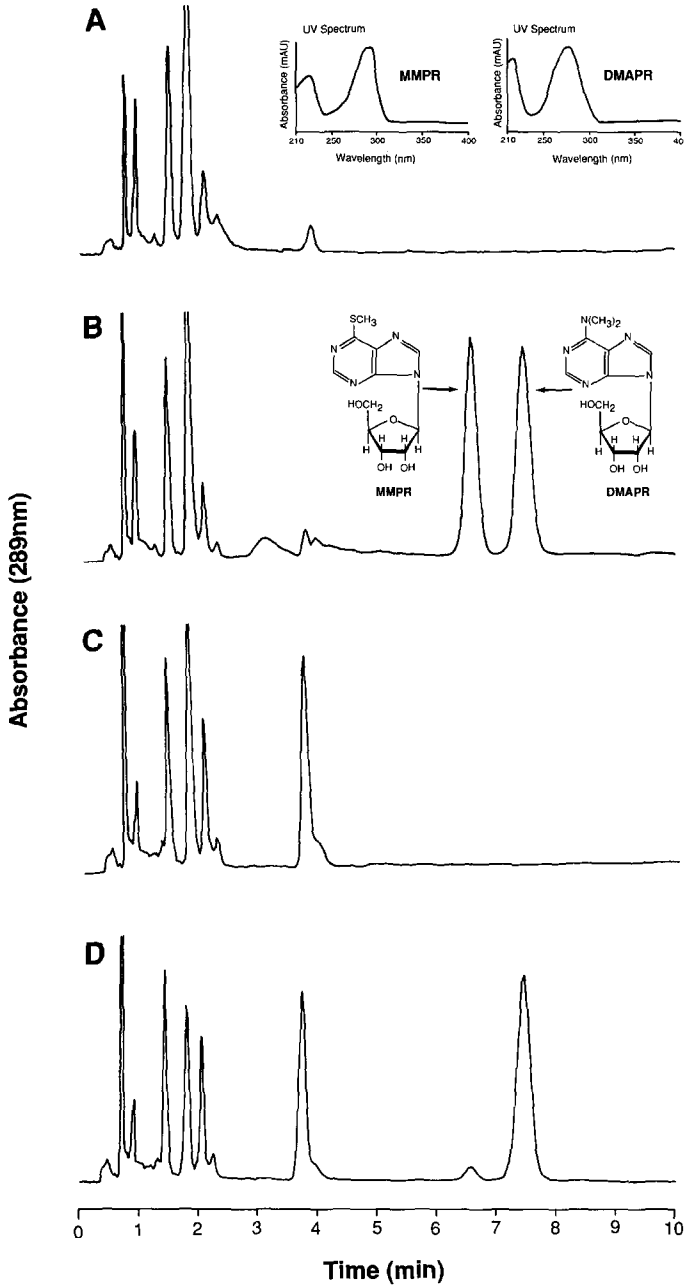 A
UV Spectrum
Absorbance (mAU)
MMPR
210 250 300 350 400
Wavelength (nm)
UV Spectrum
Absorbance (mAU)
DMAPR
210 250 300 350
Wavelength (nm)
B
SCH3
N
N
N
N
HOCH2
O
H
H
H
H
OH OH
MMPR
N(CH3)2
N
N
N
N
HOCH2
O
H
H
H
H
OH OH
DMAPR
Absorbance (289nm)
C
D
0 1 2 3 4 5 6 7 8 9 10
Time (min)